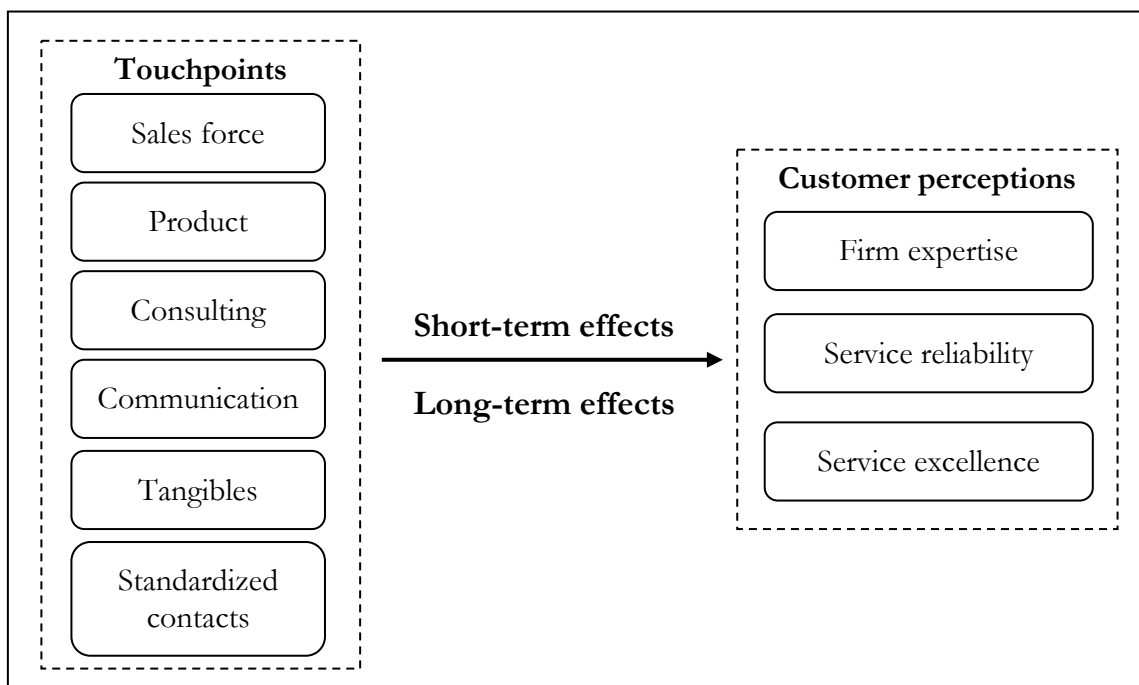 Touchpoints
Sales force
Product
Consulting
Communication
Tangibles
Standardized
contacts
Short-term effects
Long-term effects
Customer perceptions
Firm expertise
Service reliability
Service excellence